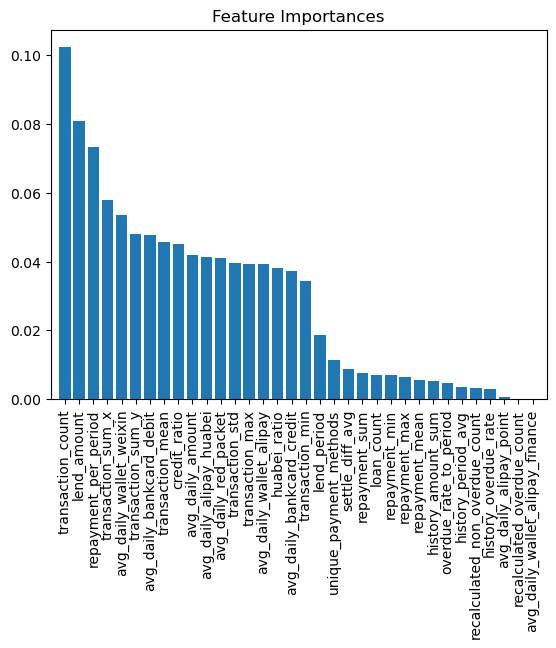 Feature Importances
0.10
0.08
0.06
0.04
0.02
0.00
transaction_count
lend_amount
repayment_per_period
transaction_sum_x
avg_daily_wallet_weixin
transaction_sum_y
avg_daily_bankcard_debit
transaction_mean
credit_ratio
avg_daily_amount
avg_daily_alipay_huabei
avg_daily_red_packet
transaction_std
transaction_max
avg_daily_wallet_alipay
huabei_ratio
avg_daily_bankcard_credit
transaction_min
lend_period
unique_payment_methods
settle_diff_avg
repayment_sum
loan_count
repayment_min
repayment_max
repayment_mean
history_amount_sum
overdue_rate_to_period
history_period_avg
recalculated_non_overdue_count
history_overdue_rate
avg_daily_alipay_point
recalculated_overdue_count
avg_daily_wallet_alipay_finance